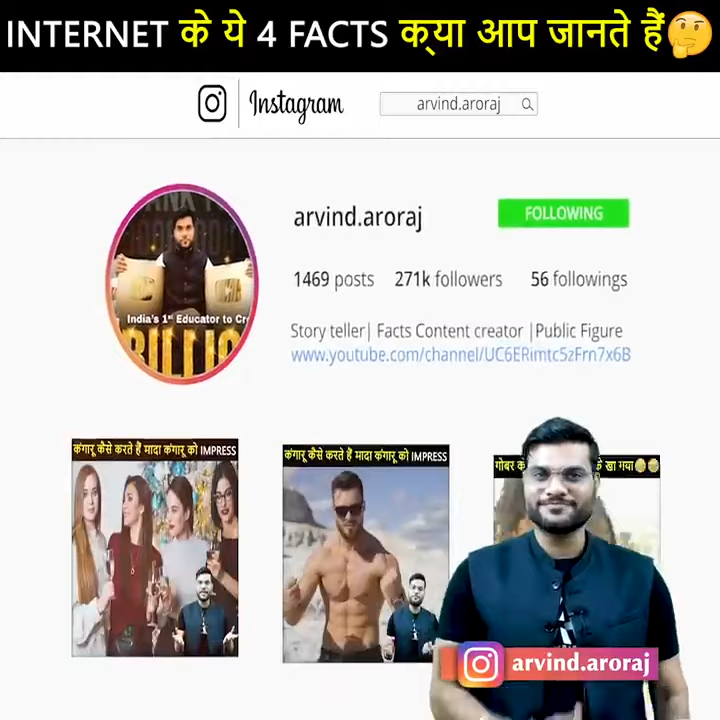 INTERNET के ये 4 FACTS क्या आप जानते हैं🤔
Instagram
arvind.aroraj
arvind.aroraj
FOLLOWING
1469 posts 271k followers 56 followings
Story teller| Facts Content creator |Public Figure
www.youtube.com/channel/UC6ERimtc5zFrn7x6B
India's 1st Educator to Cr
BILLIO
कंगारू कैसे करते हैं मादा कंगारू को IMPRESS
कंगारू कैसे करते हैं मादा कंगारू को IMPRESS
गोबर के खा गया
arvind.aroraj